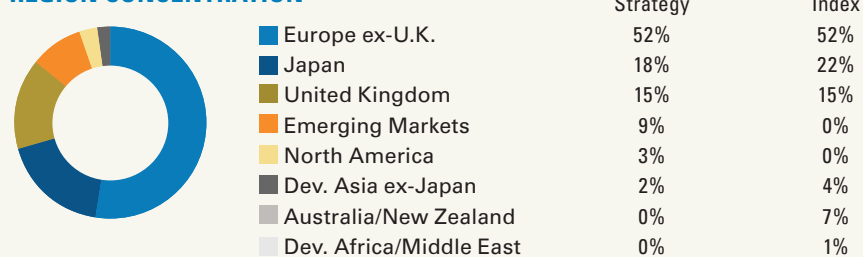 REGION CONCENTRATION
Strategy Index
Europe ex-U.K. 52% 52%
Japan 18% 22%
United Kingdom 15% 15%
Emerging Markets 9% 0%
North America 3% 0%
Dev. Asia ex-Japan 2% 4%
Australia/New Zealand 0% 7%
Dev. Africa/Middle East 0% 1%